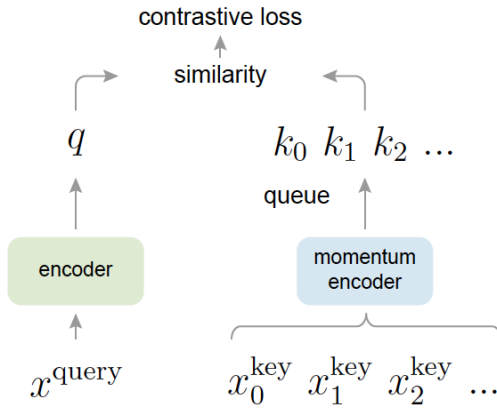 contrastive loss
similarity
q k₀ k₁ k₂ ...
queue
encoder
momentum
encoder
x^query x₀^key x₁^key x₂^key ...